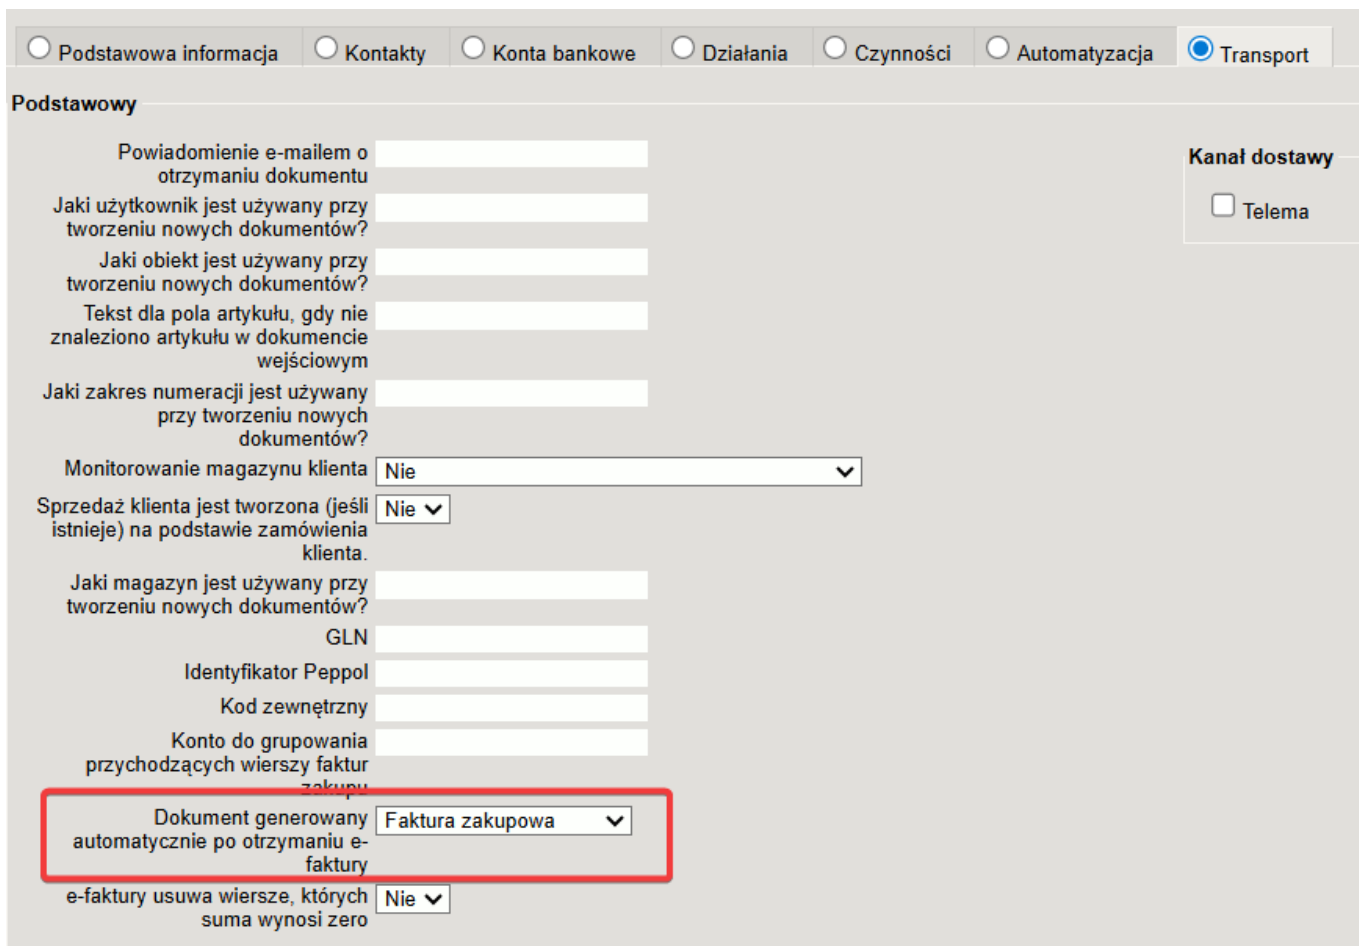 Podstawowa informacja Kontakty Konta bankowe Działania Czynności Automatyzacja Transport
Podstawowy
Powiadomienie e-mailem o
otrzymaniu dokumentu
Kanał dostawy
Telema
Jaki użytkownik jest używany przy
tworzeniu nowych dokumentów?
Jaki obiekt jest używany przy
tworzeniu nowych dokumentów?
Tekst dla pola artykułu, gdy nie
znaleziono artykułu w dokumencie
wejściowym
Jaki zakres numeracji jest używany
przy tworzeniu nowych
dokumentów?
Monitorowanie magazynu klienta Nie
Sprzedaż klienta jest tworzona (jeśli Nie
istnieje) na podstawie zamówienia
klienta.
Jaki magazyn jest używany przy
tworzeniu nowych dokumentów?
GLN
Identyfikator Peppol
Kod zewnętrzny
Konto do grupowania
przychodzących wierszy faktur
zakupu
Dokument generowany Faktura zakupowa
automatycznie po otrzymaniu e-
faktury
e-faktury usuwa wiersze, których Nie
suma wynosi zero